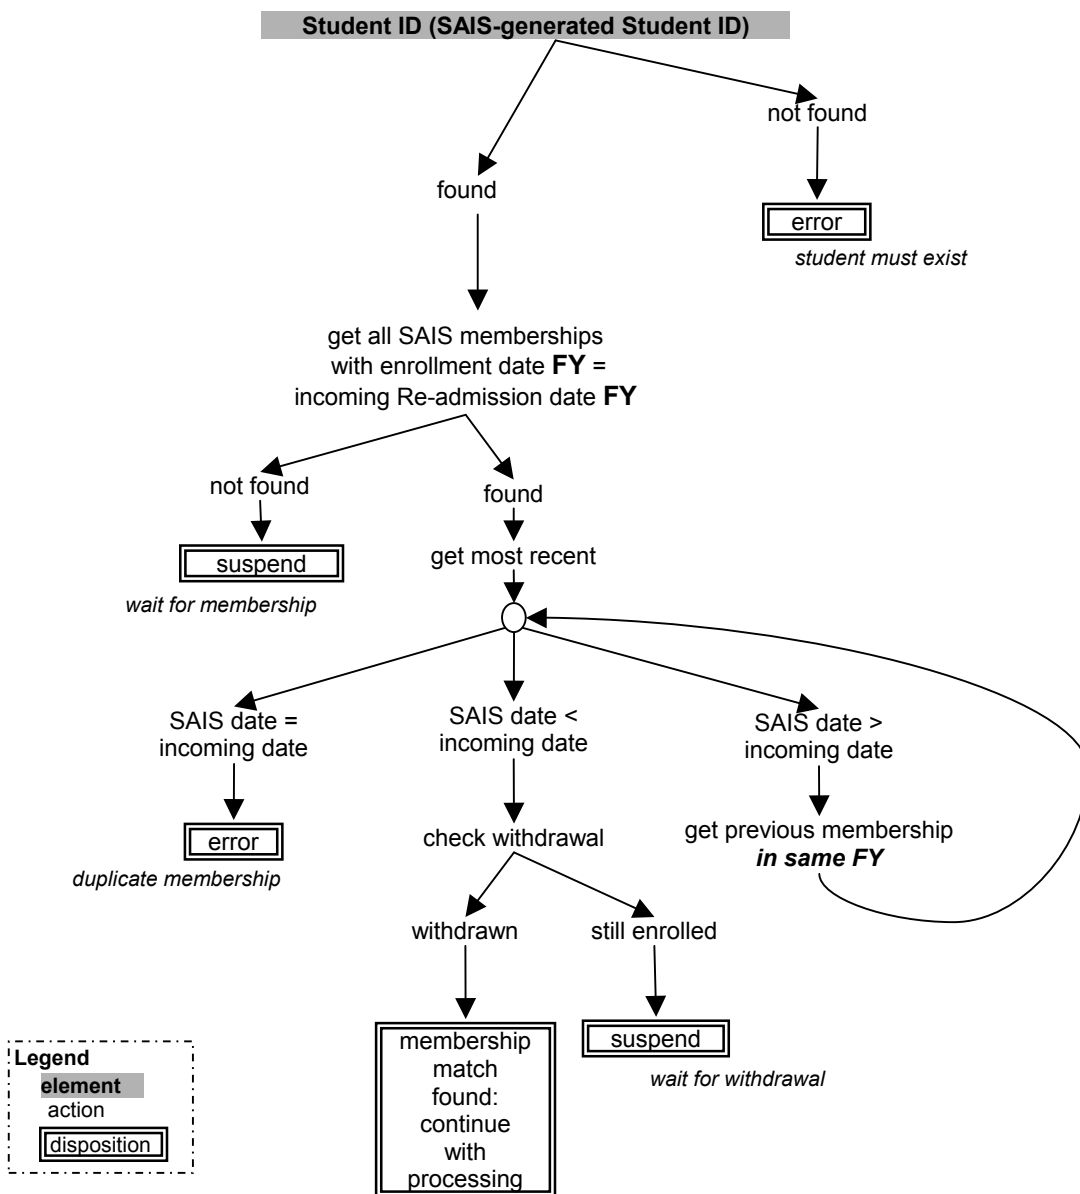 Student ID (SAIS-generated Student ID)
not found
found
error
student must exist
get all SAIS memberships
with enrollment date FY =
incoming Re-admission date FY
not found
found
suspend
get most recent
wait for membership
SAIS date =
incoming date
SAIS date <
incoming date
SAIS date >
incoming date
error
duplicate membership
check withdrawal
get previous membership
in same FY
withdrawn
still enrolled
membership
match
found:
continue
with
processing
suspend
wait for withdrawal
Legend
element
action
disposition